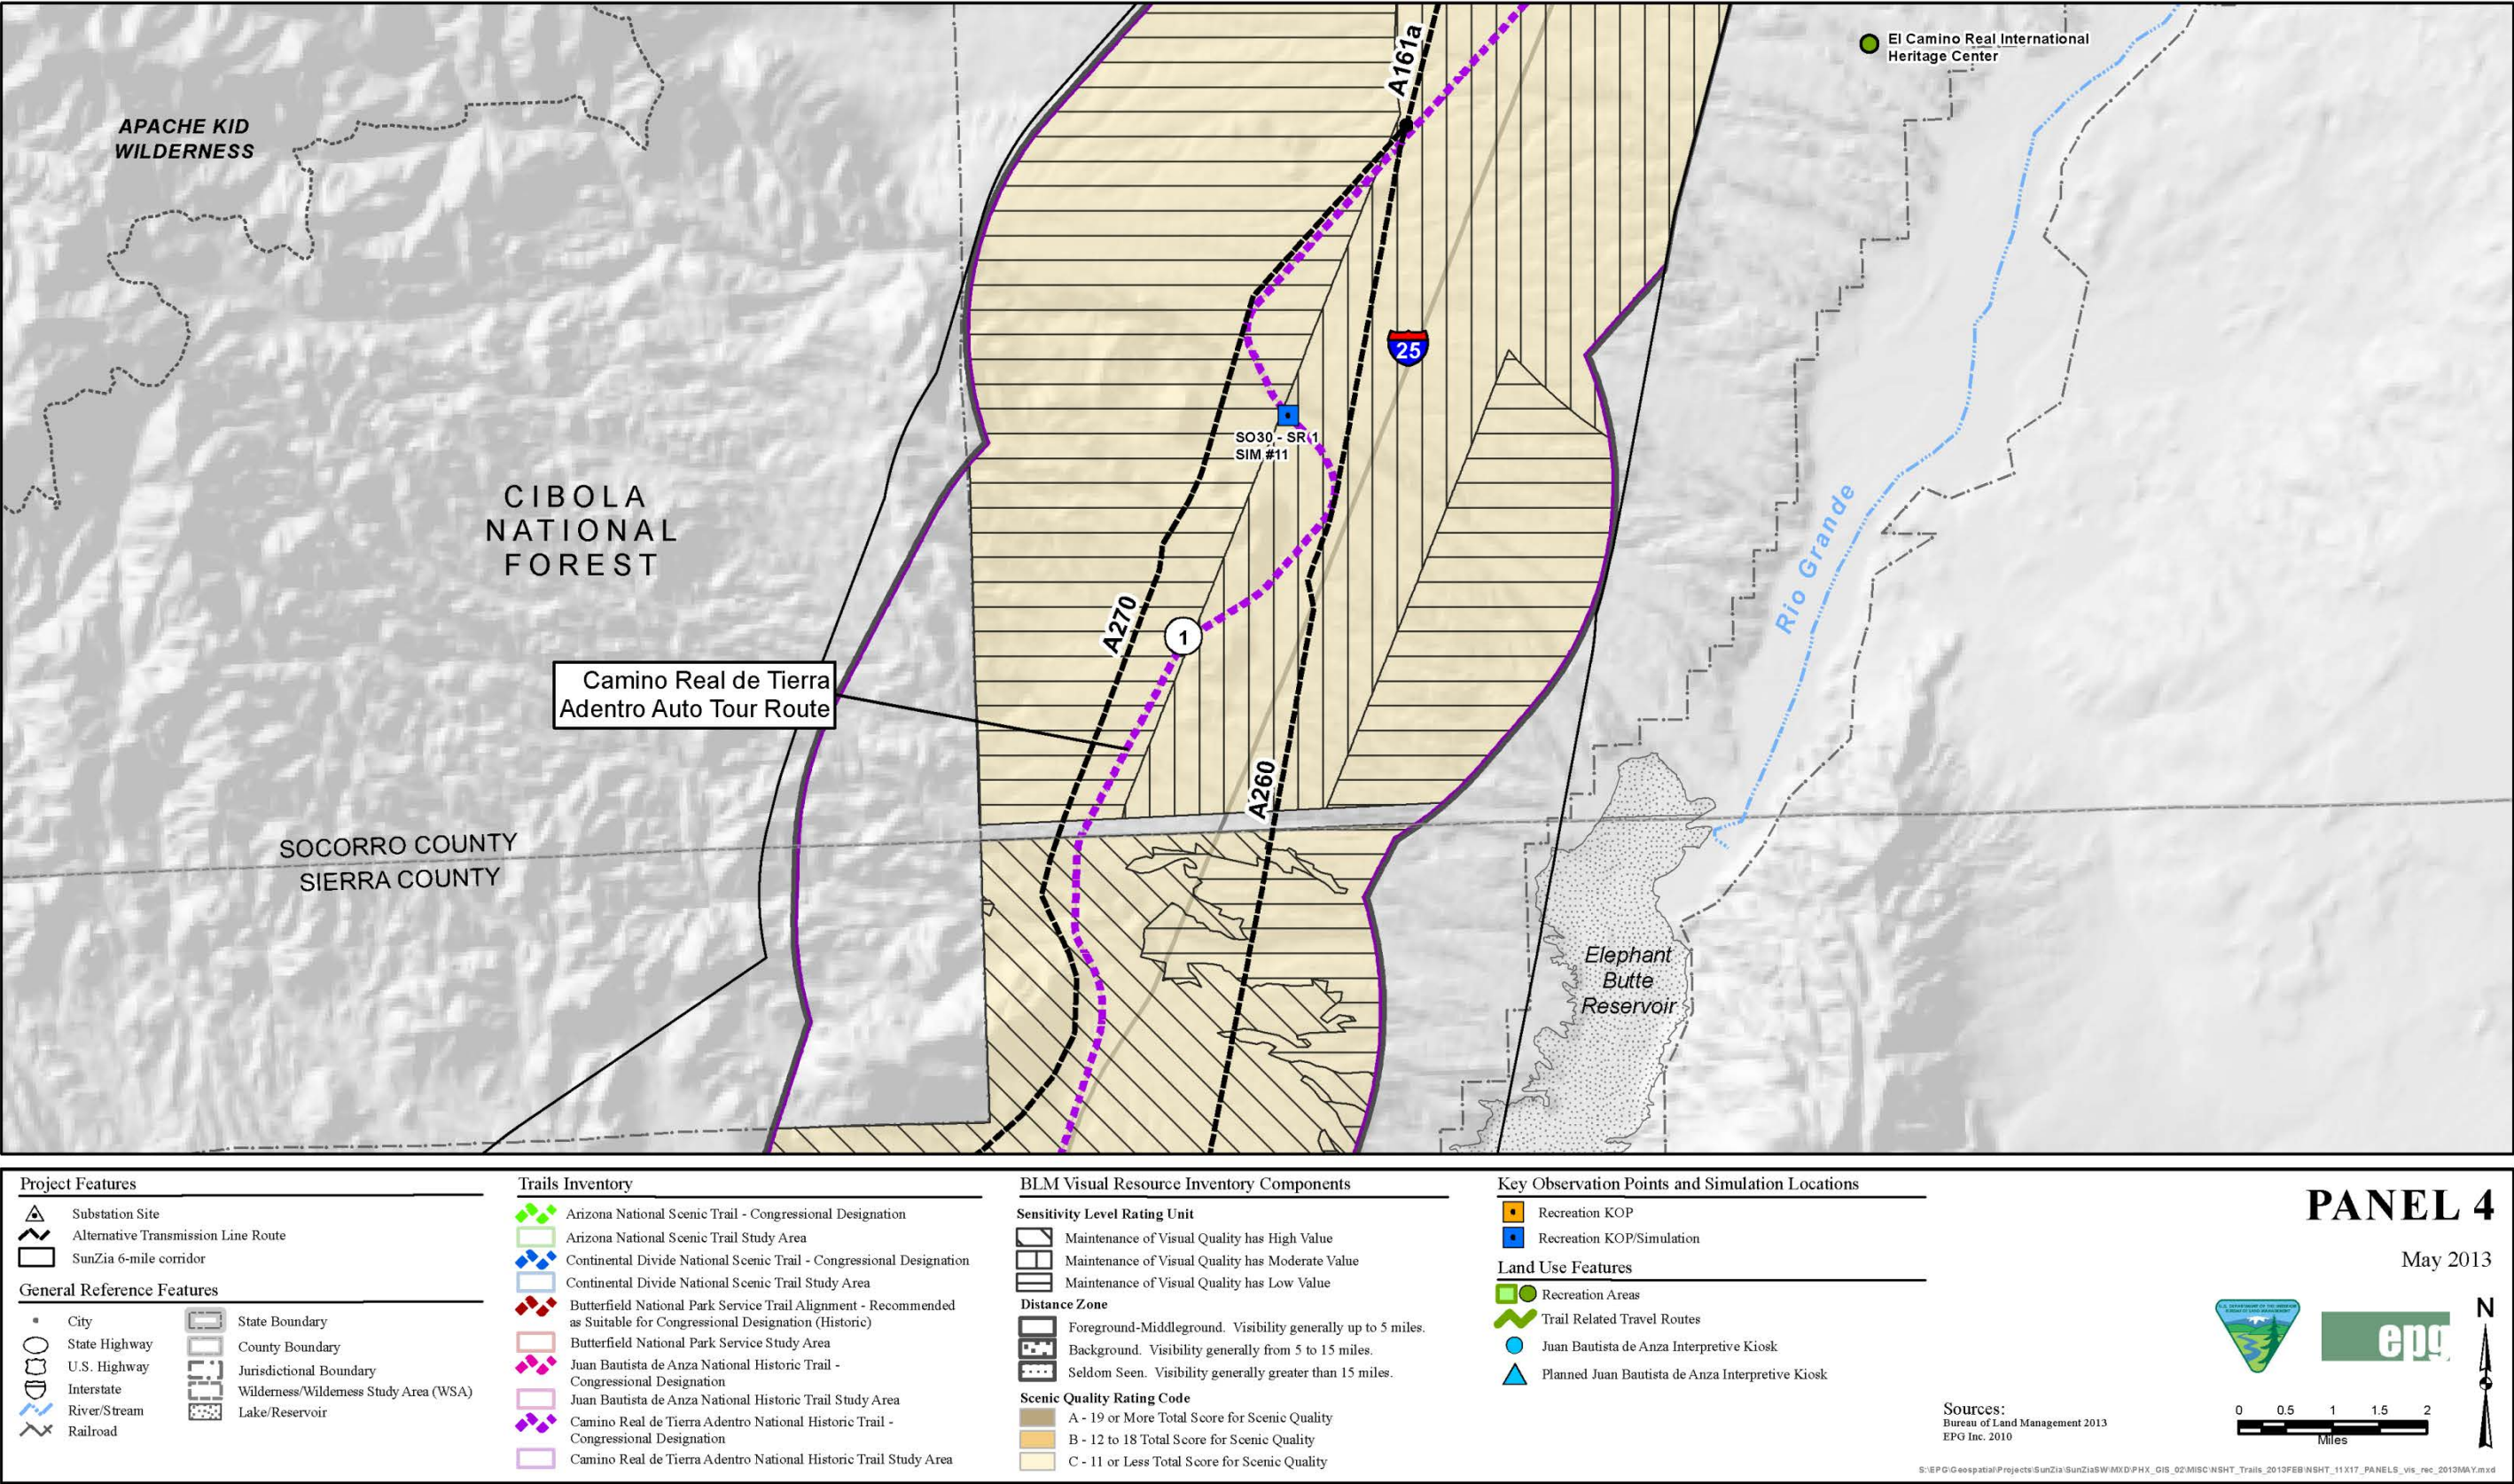 El Camino Real International
Heritage Center
A161a
APACHE KID
WILDERNESS
25
SO30 - SR 1
SIM #11
CIBOLA
NATIONAL
FOREST
Rio Grande
A270
1
Camino Real de Tierra
Adentro Auto Tour Route
A260
SOCORRO COUNTY
SIERRA COUNTY
Elephant
Butte
Reservoir
Project Features
Substation Site
Alternative Transmission Line Route
SunZia 6-mile corridor
General Reference Features
City
State Highway
U.S. Highway
Interstate
River/Stream
Railroad
State Boundary
County Boundary
Jurisdictional Boundary
Wilderness/Wilderness Study Area (WSA)
Lake/Reservoir
Trails Inventory
Arizona National Scenic Trail - Congressional Designation
Arizona National Scenic Trail Study Area
Continental Divide National Scenic Trail - Congressional Designation
Continental Divide National Scenic Trail Study Area
Butterfield National Park Service Trail Alignment - Recommended
as Suitable for Congressional Designation (Historic)
Butterfield National Park Service Study Area
Juan Bautista de Anza National Historic Trail -
Congressional Designation
Juan Bautista de Anza National Historic Trail Study Area
Camino Real de Tierra Adentro National Historic Trail -
Congressional Designation
Camino Real de Tierra Adentro National Historic Trail Study Area
BLM Visual Resource Inventory Components
Sensitivity Level Rating Unit
Maintenance of Visual Quality has High Value
Maintenance of Visual Quality has Moderate Value
Maintenance of Visual Quality has Low Value
Distance Zone
Foreground-Middleground. Visibility generally up to 5 miles.
Background. Visibility generally from 5 to 15 miles.
Seldom Seen. Visibility generally greater than 15 miles.
Scenic Quality Rating Code
A - 19 or More Total Score for Scenic Quality
B - 12 to 18 Total Score for Scenic Quality
C - 11 or Less Total Score for Scenic Quality
Key Observation Points and Simulation Locations
Recreation KOP
Recreation KOP/Simulation
Land Use Features
Recreation Areas
Trail Related Travel Routes
Juan Bautista de Anza Interpretive Kiosk
Planned Juan Bautista de Anza Interpretive Kiosk
PANEL 4
May 2013
epg
N
Sources:
Bureau of Land Management 2013
EPG Inc. 2010
0 0.5 1 1.5 2
Miles
S:\EPG\Geospatial\Projects\SunZia\SunZiaSW\MXD\PHX_GIS_02\MISC\NSHT_Trails_2013FEB\NSHT_11X17_PANELS_vis_rec_2013MAY.mxd